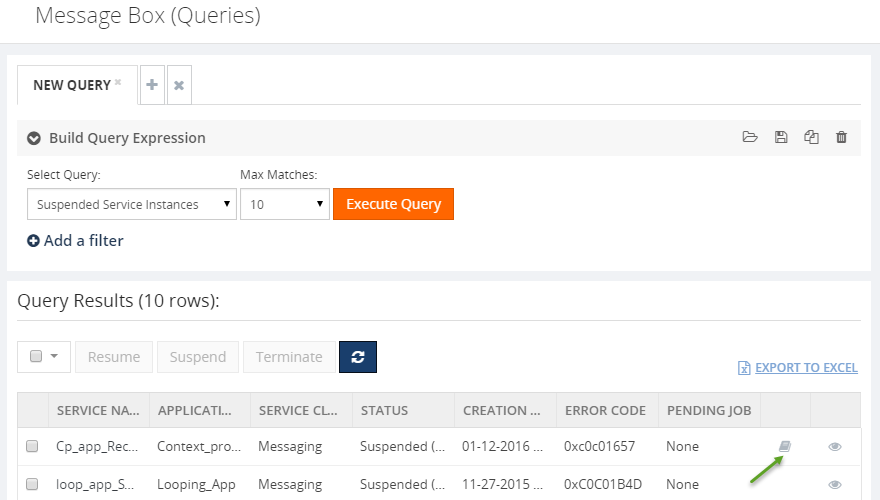 Message Box (Queries)
NEW QUERY
Build Query Expression
Select Query: Max Matches:
Suspended Service Instances 10 Execute Query
Add a filter
Query Results (10 rows):
Resume Suspend Terminate
EXPORT TO EXCEL
SERVICE NA... APPLICATI... SERVICE CL... STATUS CREATION ... ERROR CODE PENDING JOB
Cp_app_Rec... Context_pro... Messaging Suspended (... 01-12-2016 ... 0xc0c01657 None
loop_app_S... Looping_App Messaging Suspended (... 11-27-2015 ... 0xC0C01B4D None